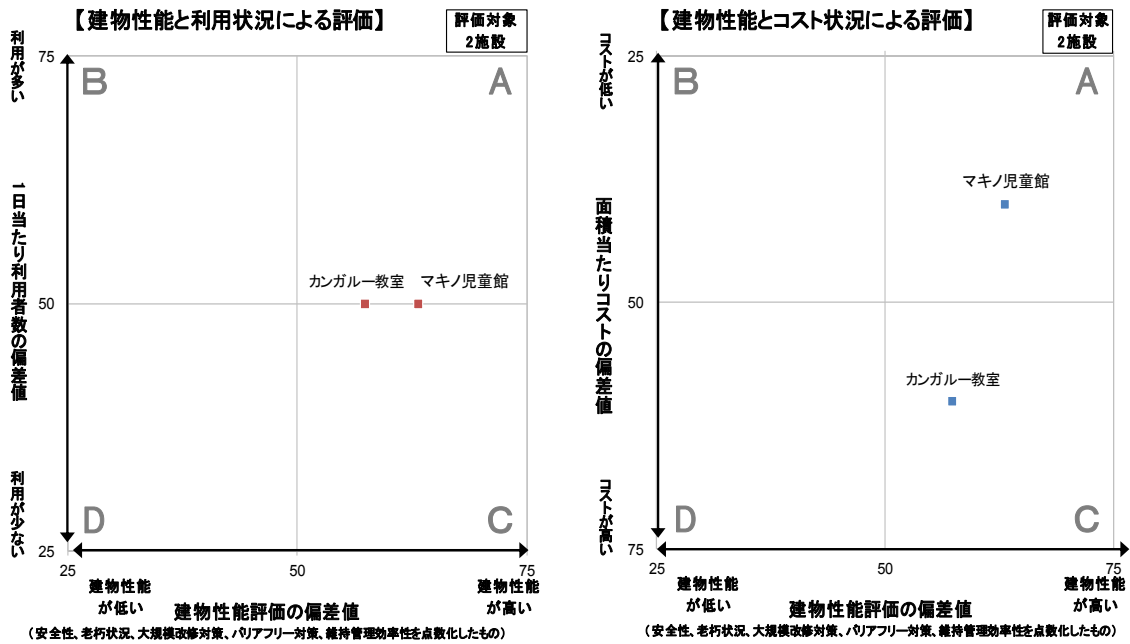 【建物性能と利用状況による評価】
評価対象
2施設
利用が多い
75
B
A
1日当たり利用者数の偏差値
カンガルー教室
マキノ児童館
50
利用が少ない
D
C
25
25
50
75
建物性能
が低い
建物性能評価の偏差値
建物性能
が高い
(安全性、老朽状況、大規模改修対策、バリアフリー対策、維持管理効率性を点数化したもの)
【建物性能とコスト状況による評価】
評価対象
2施設
コストが低い
25
B
A
マキノ児童館
面積当たりコストの偏差値
50
カンガルー教室
コストが高い
D
C
75
25
50
75
建物性能
が低い
建物性能評価の偏差値
建物性能
が高い
(安全性、老朽状況、大規模改修対策、バリアフリー対策、維持管理効率性を点数化したもの)